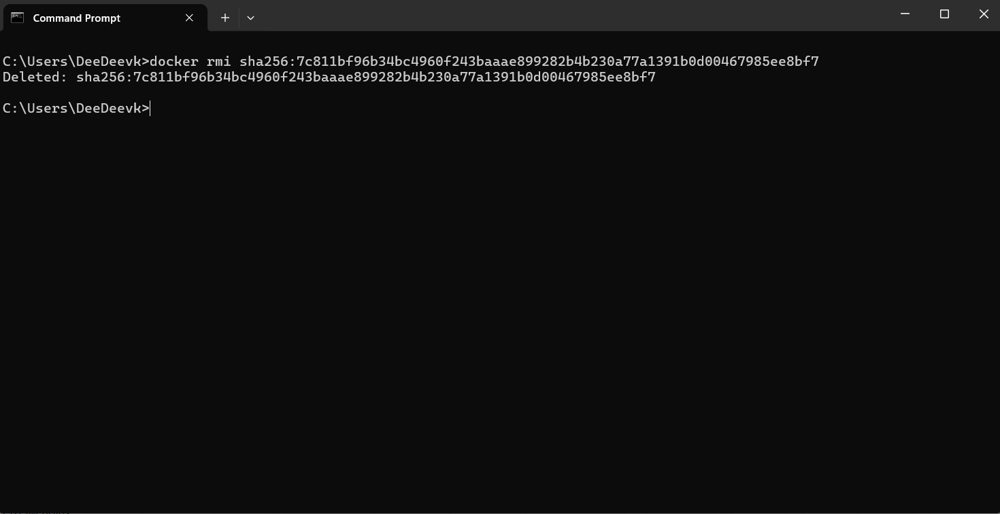 Command Prompt
C:\Users\DeeDeevk>docker rmi sha256:7c811bf96b34bc4960f243baaae899282b4b230a77a1391b0d00467985ee8bf7
Deleted: sha256:7c811bf96b34bc4960f243baaae899282b4b230a77a1391b0d00467985ee8bf7
C:\Users\DeeDeevk>